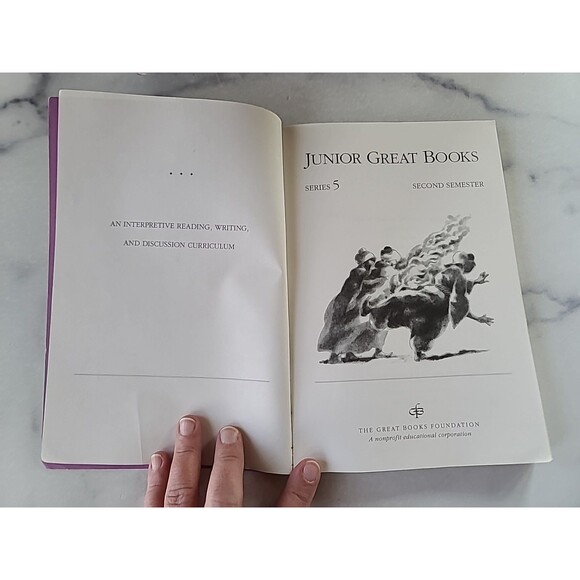 • • •
AN INTERPRETIVE READING, WRITING,
AND DISCUSSION CURRICULUM
JUNIOR GREAT BOOKS
SERIES 5 SECOND SEMESTER
THE GREAT BOOKS FOUNDATION
A nonprofit educational corporation